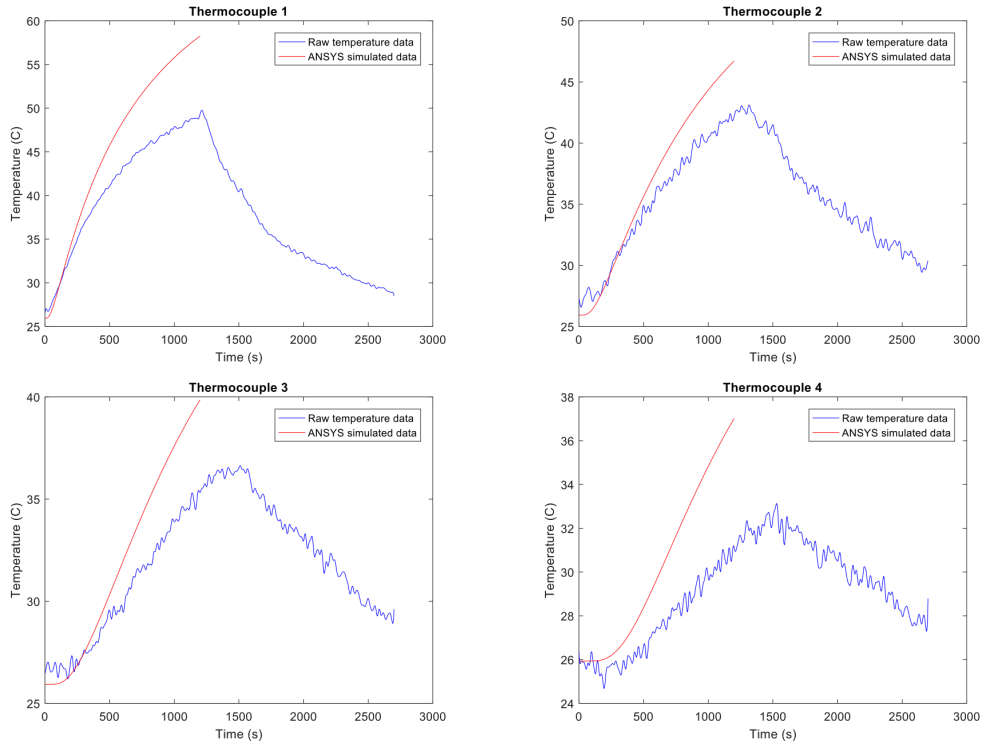 Thermocouple 1
60
55
50
45
40
35
30
25
Temperature (C)
0 500 1000 1500 2000 2500 3000
Time (s)
Raw temperature data
ANSYS simulated data
Thermocouple 2
50
45
40
35
30
25
Temperature (C)
0 500 1000 1500 2000 2500 3000
Time (s)
Raw temperature data
ANSYS simulated data
Thermocouple 3
40
35
30
25
Temperature (C)
0 500 1000 1500 2000 2500 3000
Time (s)
Raw temperature data
ANSYS simulated data
Thermocouple 4
38
36
34
32
30
28
26
24
Temperature (C)
0 500 1000 1500 2000 2500 3000
Time (s)
Raw temperature data
ANSYS simulated data